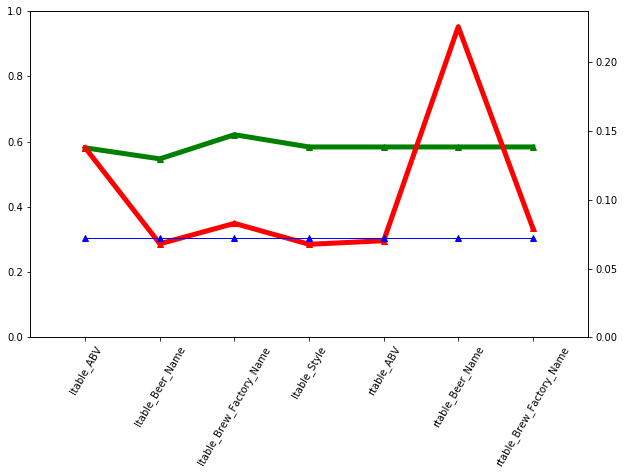 1.0
0.8
0.6
0.4
0.2
0.0
0.20
0.15
0.10
0.05
0.00
ltable_ABV
ltable_Beer_Name
ltable_Brew_Factory_Name
ltable_Style
rtable_ABV
rtable_Beer_Name
rtable_Brew_Factory_Name